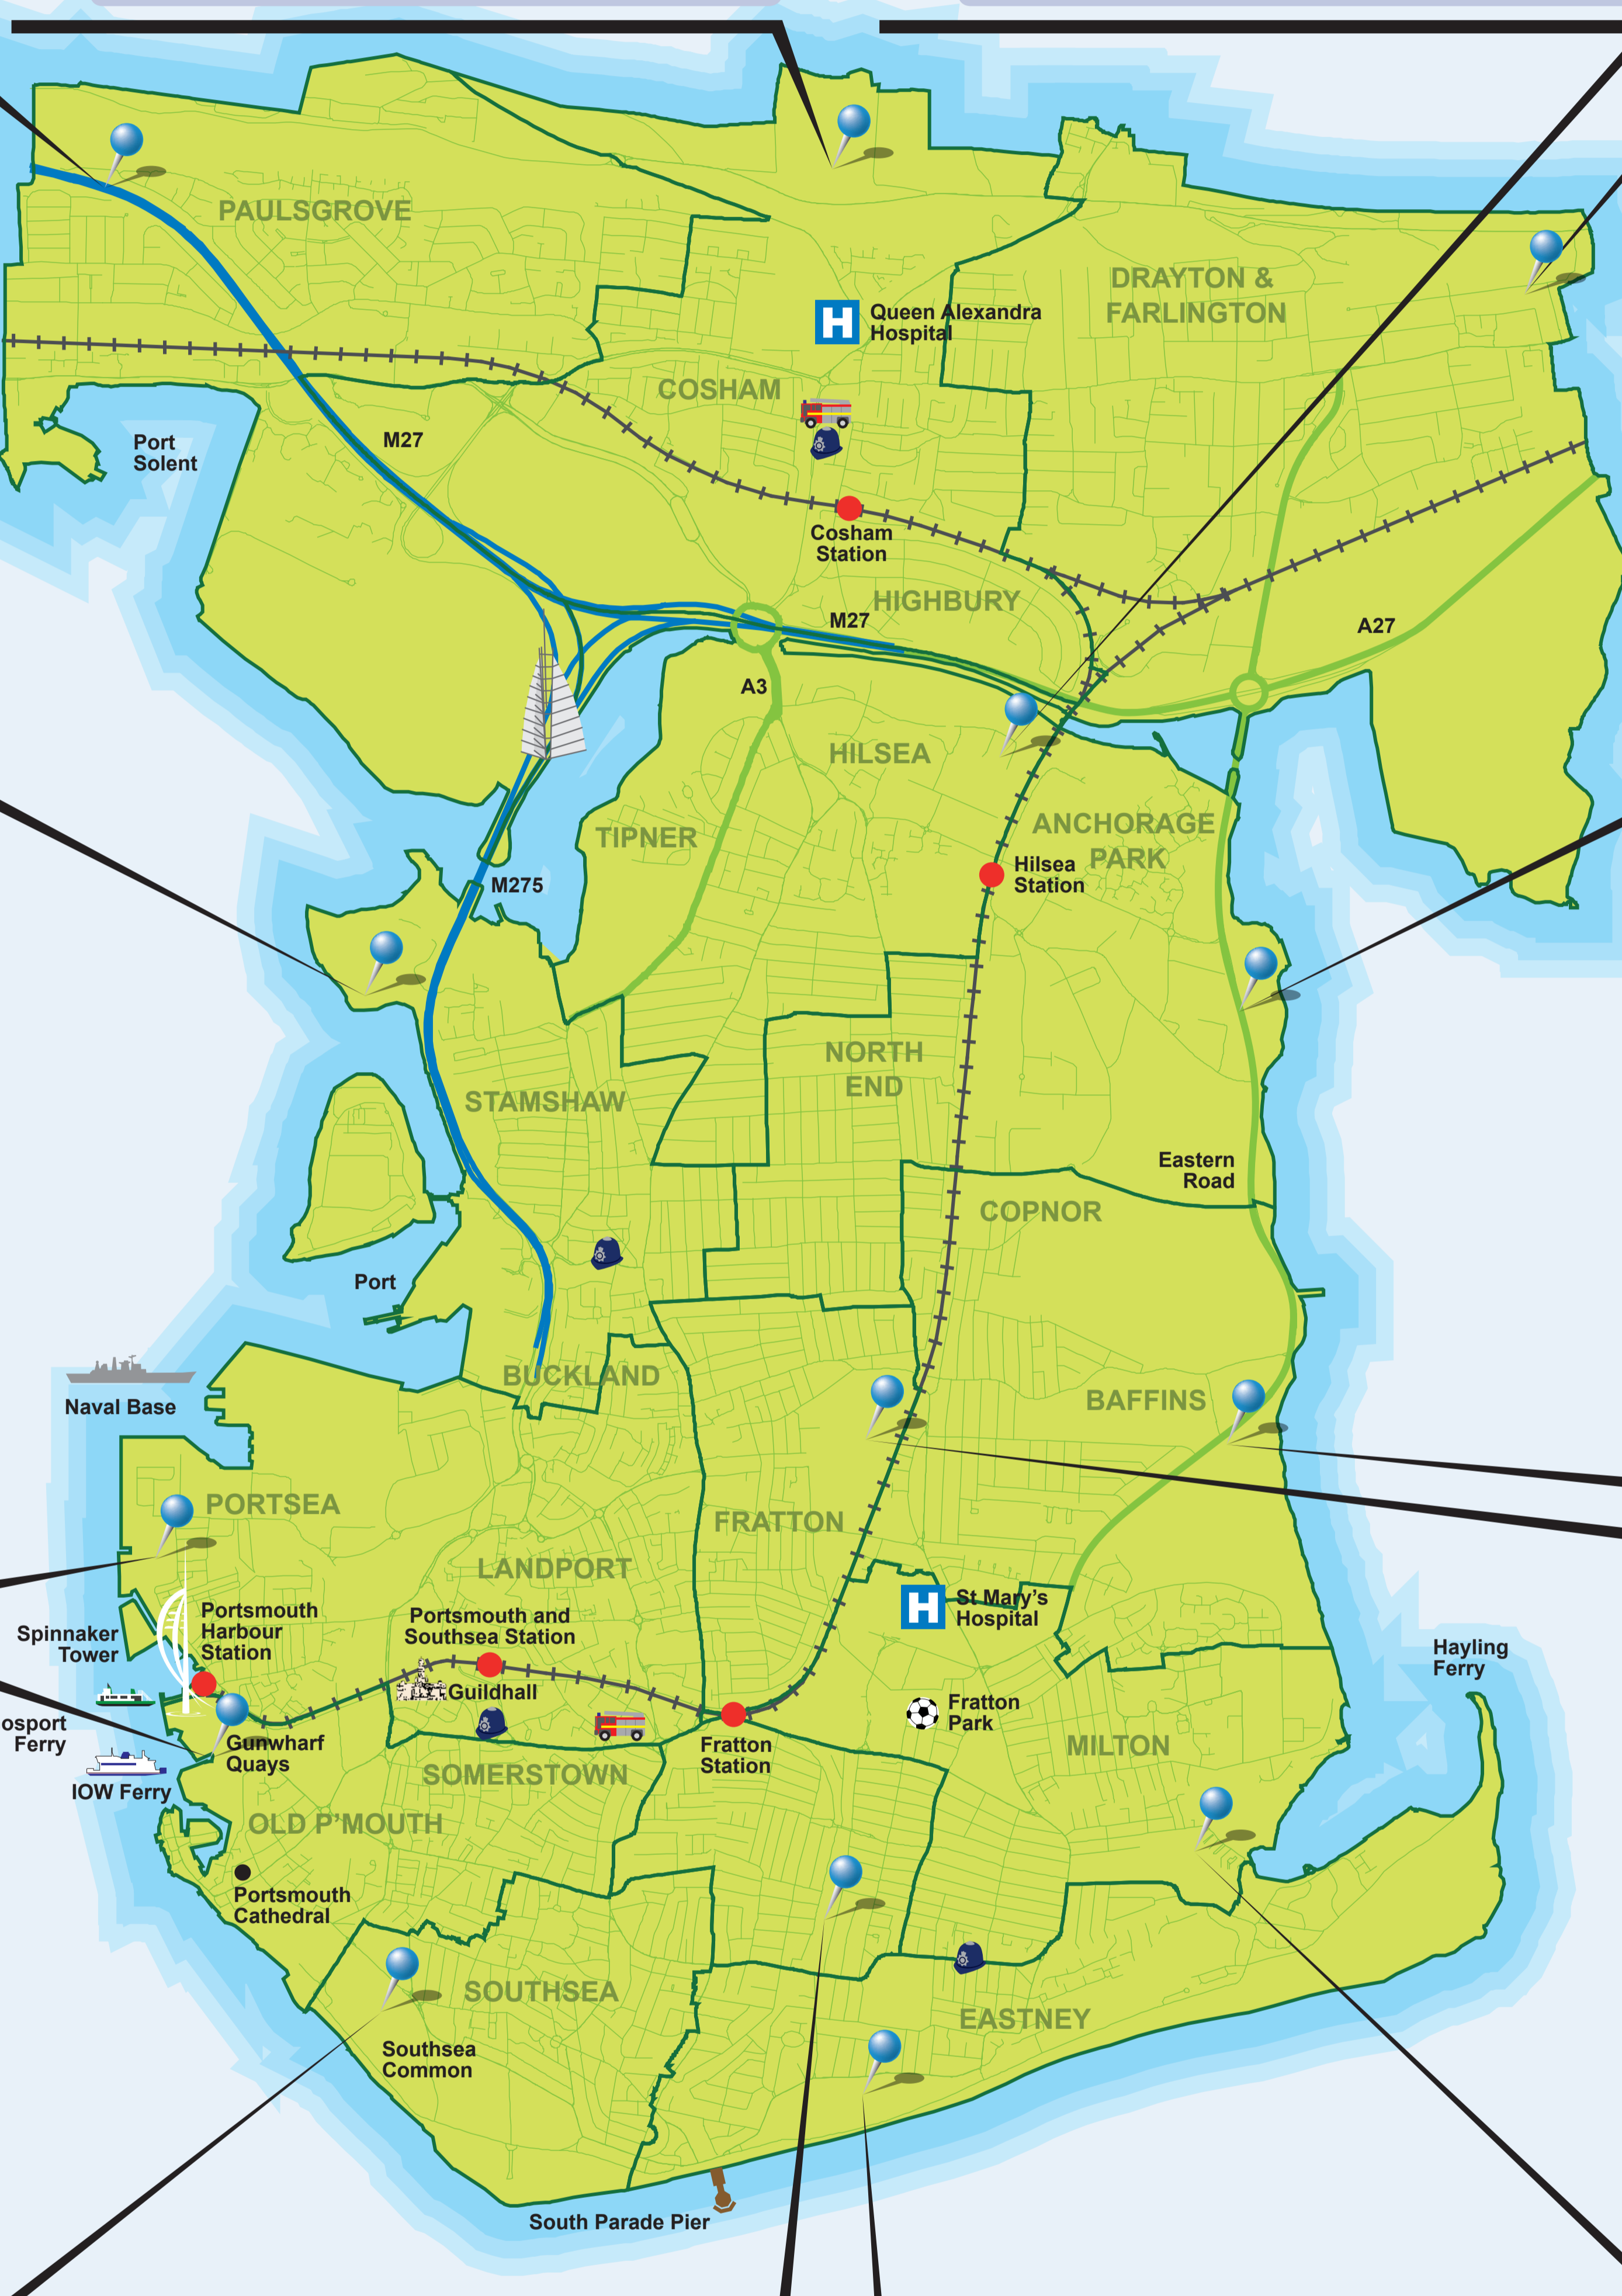 PAULSGROVE
DRAYTON &
FARLINGTON
H
Queen Alexandra
Hospital
COSHAM
Port
Solent
M27
Cosham
Station
HIGHBURY
M27
A27
A3
HILSEA
TIPNER
ANCHORAGE
PARK
Hilsea
Station
M275
NORTH
END
STAMSHAW
Eastern
Road
COPNOR
Port
BUCKLAND
BAFFINS
Naval Base
PORTSEA
FRATTON
LANDPORT
H
St Mary's
Hospital
Portsmouth
Harbour
Station
Portsmouth and
Southsea Station
Spinnaker
Tower
Hayling
Ferry
Guildhall
Fratton
Park
osport
Ferry
Gunwharf
Quays
Fratton
Station
MILTON
SOMERSTOWN
IOW Ferry
OLD P'MOUTH
Portsmouth
Cathedral
SOUTHSEA
EASTNEY
Southsea
Common
South Parade Pier